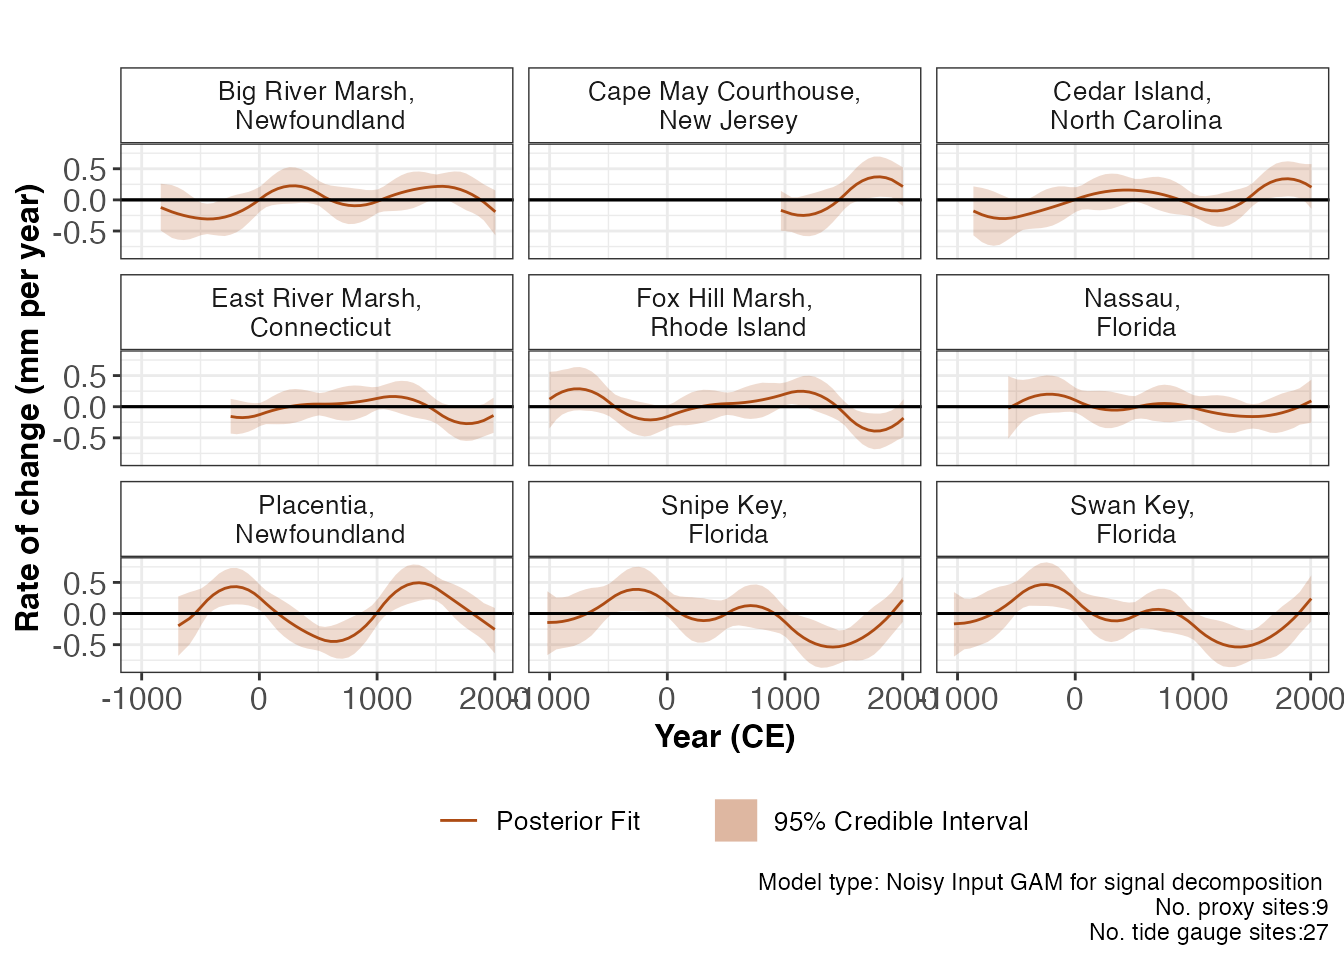 Big River Marsh,
Newfoundland
Cape May Courthouse,
New Jersey
Cedar Island,
North Carolina
0.5
0.0
-0.5
East River Marsh,
Connecticut
Fox Hill Marsh,
Rhode Island
Nassau,
Florida
0.5
0.0
-0.5
Placentia,
Newfoundland
Snipe Key,
Florida
Swan Key,
Florida
0.5
0.0
-0.5
-1000 0 1000 2000
-1000 0 1000 2000
-1000 0 1000 2000
Rate of change (mm per year)
Year (CE)
Posterior Fit
95% Credible Interval
Model type: Noisy Input GAM for signal decomposition
No. proxy sites:9
No. tide gauge sites:27